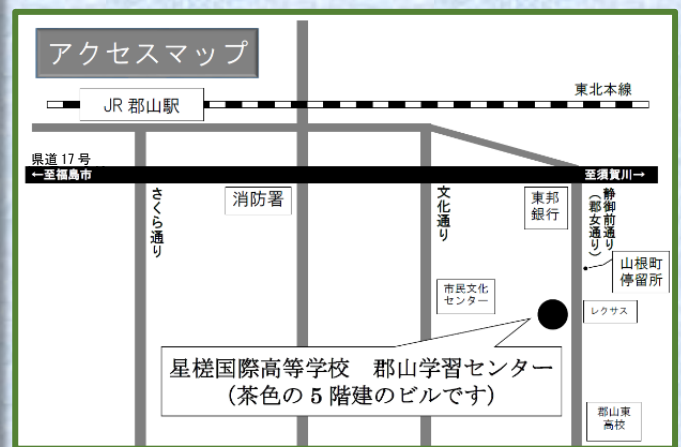 アクセスマップ
東北本線
JR 郡山駅
県道 17 号
←至福島市
至須賀川→
さくら通り
消防署
文化通り
東邦
銀行
静御前通り
（郡女通り）
山根町
停留所
市民文化
センター
レクサス
星槎国際高等学校　郡山学習センター
（茶色の 5 階建のビルです）
郡山東
高校